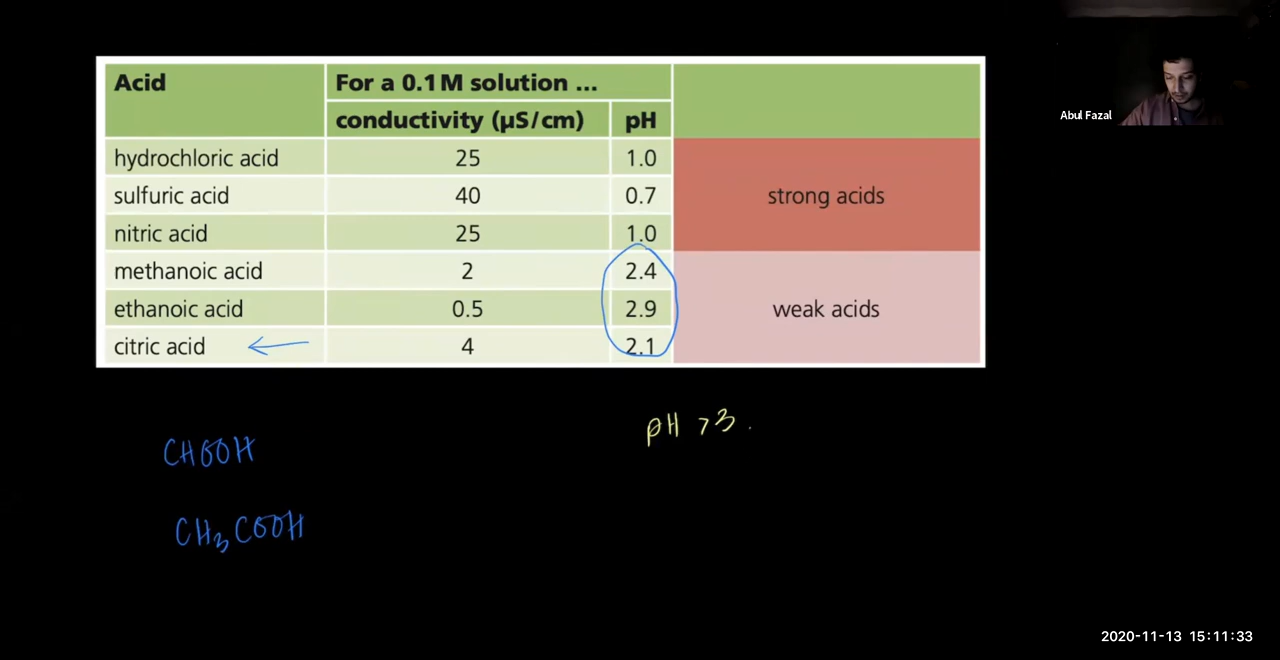 Acid For a 0.1 M solution ...
conductivity (µS/cm) pH
hydrochloric acid 25 1.0
sulfuric acid 40 0.7 strong acids
nitric acid 25 1.0
methanoic acid 2 2.4
ethanoic acid 0.5 2.9 weak acids
citric acid 4 2.1
pH >3.
CHOOH
CH3COOH
Abul Fazal
2020-11-13 15:11:33